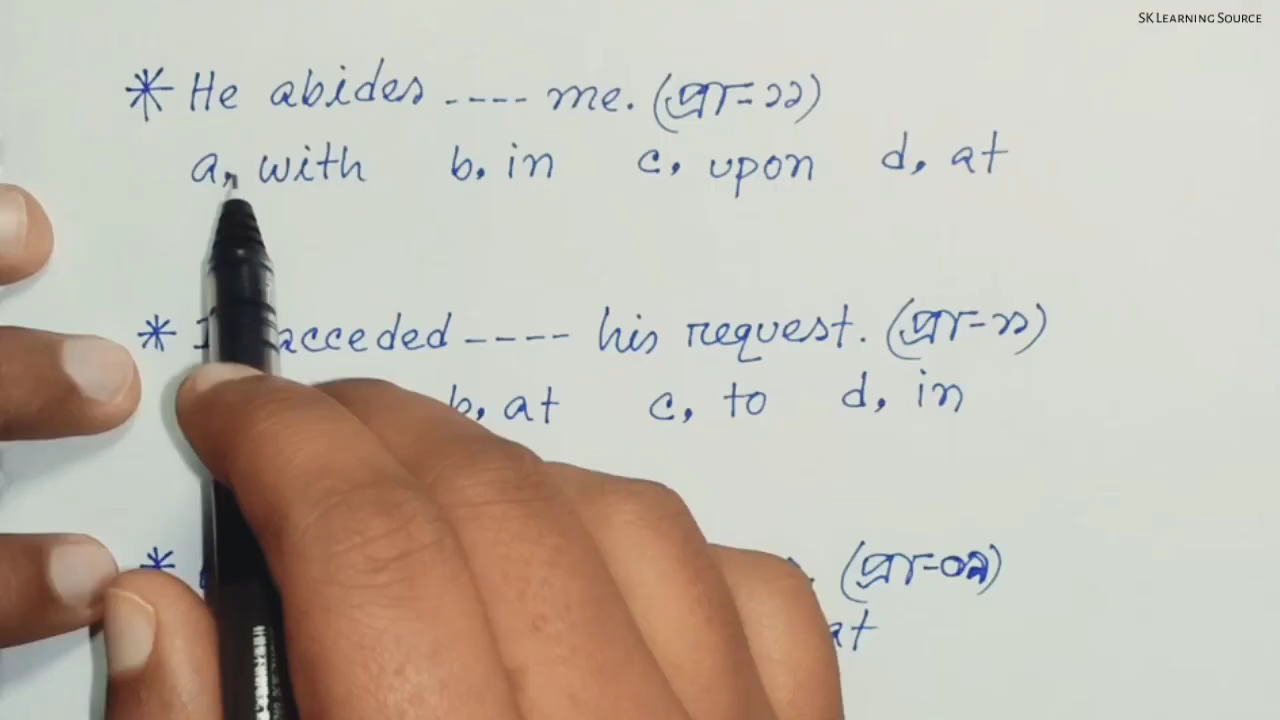 SK Learning Source
* He abides ---- me. (প্রা-১১)
a, with b, in c, upon d, at
* I acceded ---- his request. (প্রা-১১)
b, at c, to d, in
* (প্রা-০৯)
at